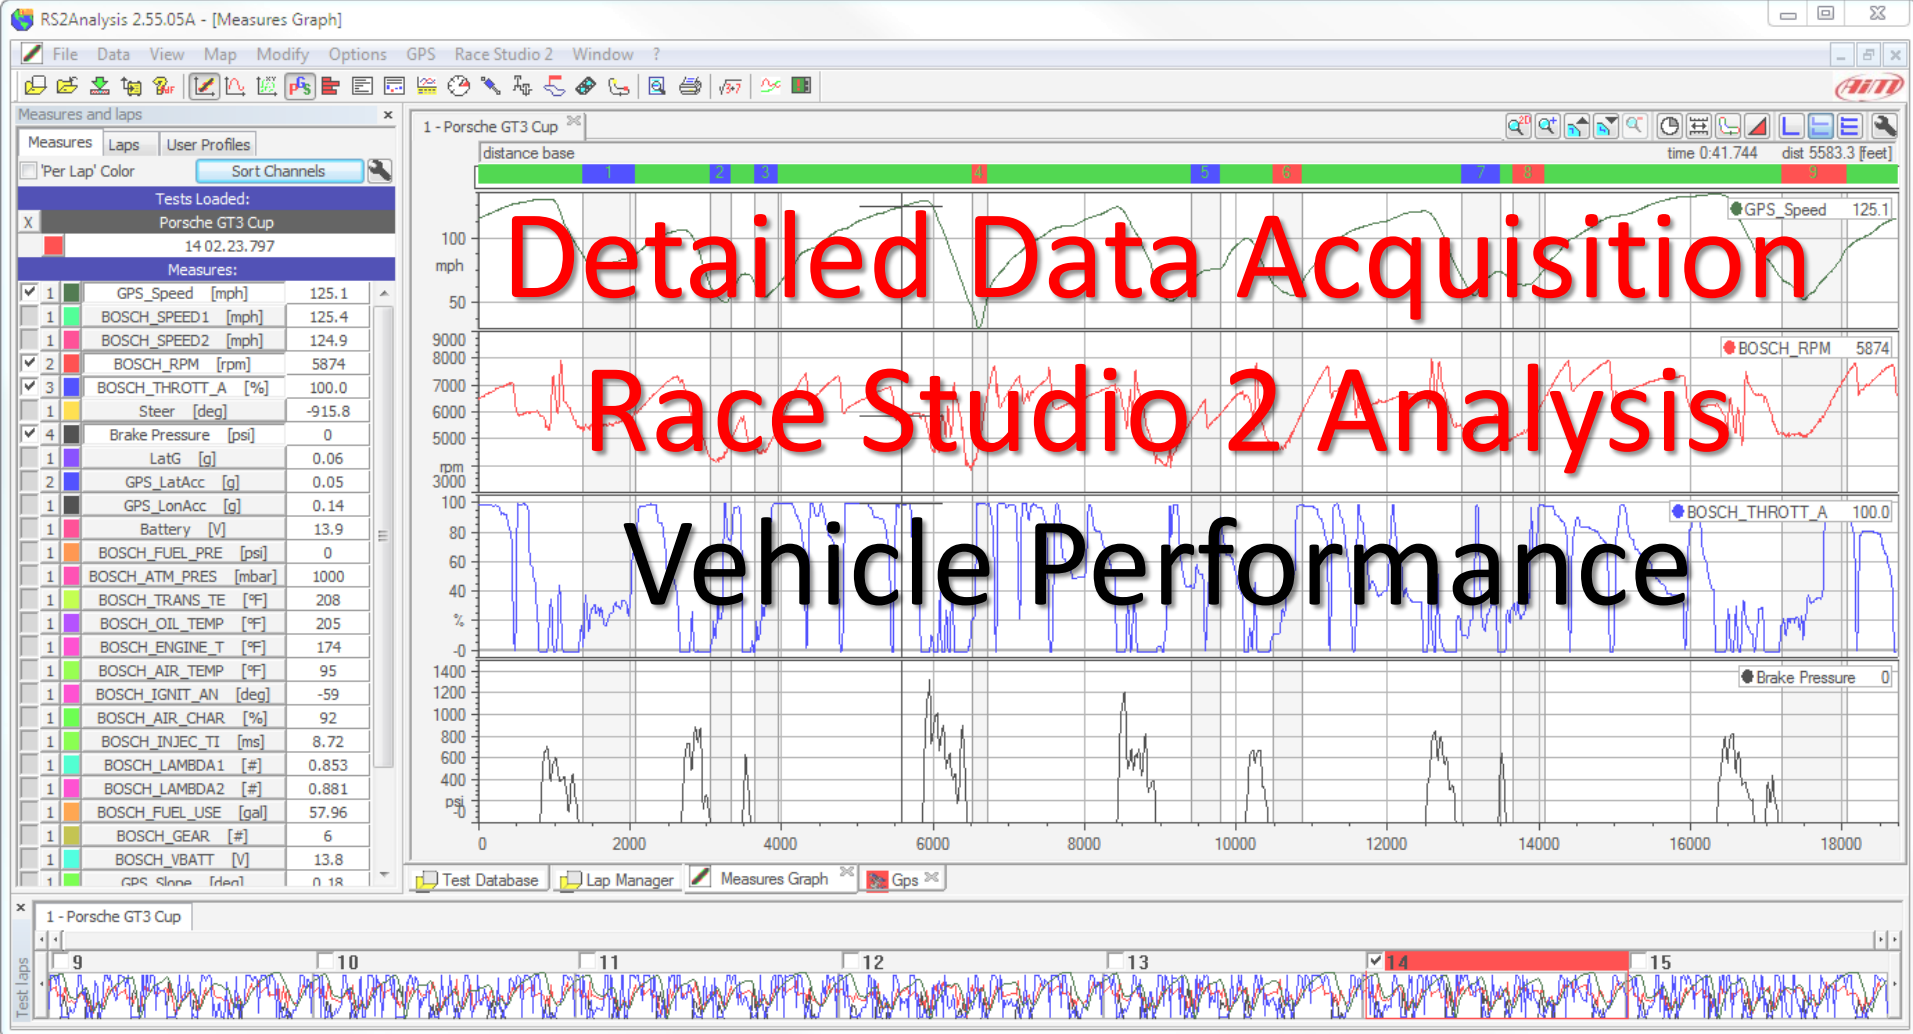 RS2Analysis 2.55.05A - [Measures Graph]
File Data View Map Modify Options GPS Race Studio 2 Window ?
AiM
Measures and laps
Measures Laps User Profiles
'Per Lap' Color Sort Channels
Tests Loaded:
X Porsche GT3 Cup
14 02.23.797
Measures:
1 GPS_Speed [mph] 125.1
1 BOSCH_SPEED1 [mph] 125.4
1 BOSCH_SPEED2 [mph] 124.9
2 BOSCH_RPM [rpm] 5874
3 BOSCH_THROTT_A [%] 100.0
1 Steer [deg] -915.8
4 Brake Pressure [psi] 0
1 LatG [g] 0.06
2 GPS_LatAcc [g] 0.05
1 GPS_LonAcc [g] 0.14
1 Battery [V] 13.9
1 BOSCH_FUEL_PRE [psi] 0
1 BOSCH_ATM_PRES [mbar] 1000
1 BOSCH_TRANS_TE [°F] 208
1 BOSCH_OIL_TEMP [°F] 205
1 BOSCH_ENGINE_T [°F] 174
1 BOSCH_AIR_TEMP [°F] 95
1 BOSCH_IGNIT_AN [deg] -59
1 BOSCH_AIR_CHAR [%] 92
1 BOSCH_INJEC_TI [ms] 8.72
1 BOSCH_LAMBDA1 [#] 0.853
1 BOSCH_LAMBDA2 [#] 0.881
1 BOSCH_FUEL_USE [gal] 57.96
1 BOSCH_GEAR [#] 6
1 BOSCH_VBATT [V] 13.8
1 GPS_Slope [deg] 0.18
1 - Porsche GT3 Cup
distance base time 0:41.744 dist 5583.3 [feet]
1 2 3 4 5 6 7 8 9
GPS_Speed 125.1
100
mph
50
Detailed Data Acquisition
BOSCH_RPM 5874
9000
8000
7000
6000
5000
rpm
3000
Race Studio 2 Analysis
BOSCH_THROTT_A 100.0
100
80
60
40
%
-0
Vehicle Performance
Brake Pressure 0
1400
1200
1000
800
600
400
psi
-0
0 2000 4000 6000 8000 10000 12000 14000 16000 18000
Test Database Lap Manager Measures Graph Gps
1 - Porsche GT3 Cup
Test laps
9 10 11 12 13 14 15